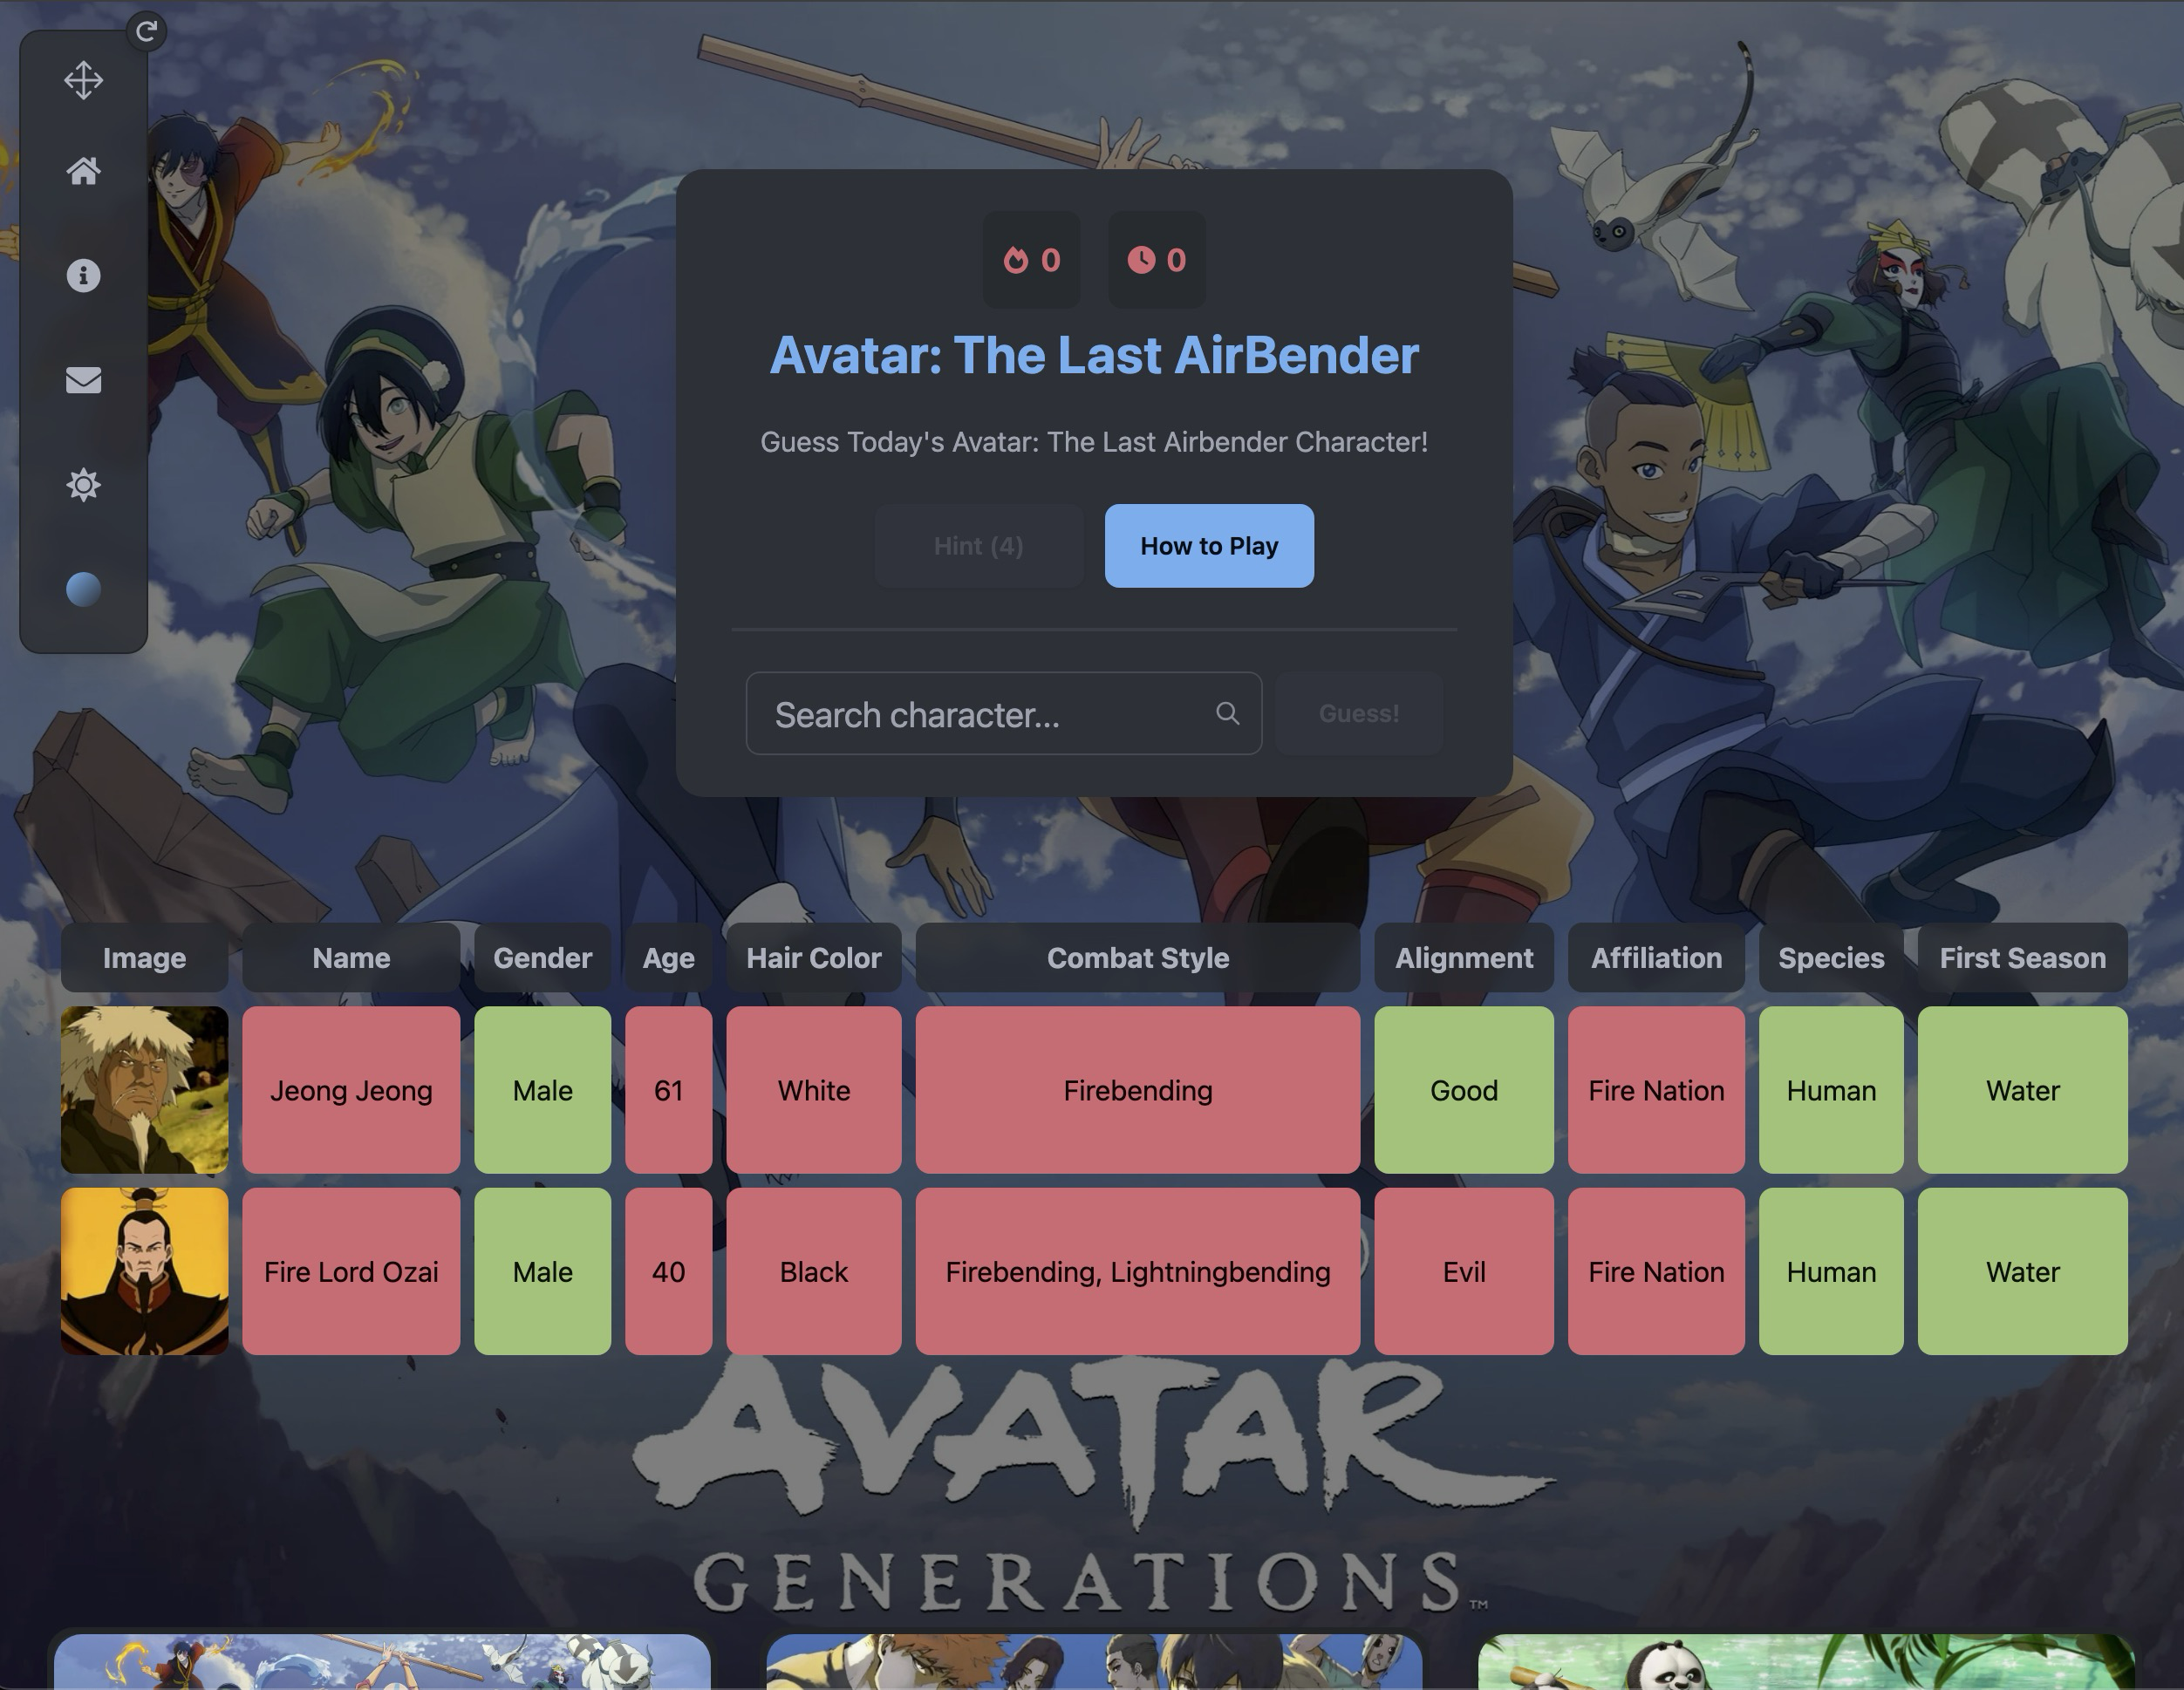 0 0
Avatar: The Last AirBender
Guess Today's Avatar: The Last Airbender Character!
Hint (4) How to Play
Search character... Guess!
Image Name Gender Age Hair Color Combat Style Alignment Affiliation Species First Season
Jeong Jeong Male 61 White Firebending Good Fire Nation Human Water
Fire Lord Ozai Male 40 Black Firebending, Lightningbending Evil Fire Nation Human Water
AVATAR
GENERATIONS™